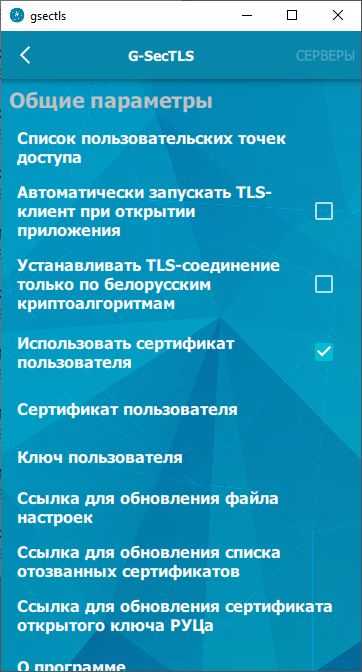 gsectls
G-SecTLS
СЕРВЕРЫ
Общие параметры
Список пользовательских точек
доступа
Автоматически запускать TLS-
клиент при открытии
приложения
Устанавливать TLS-соединение
только по белорусским
криптоалгоритмам
Использовать сертификат
пользователя
Сертификат пользователя
Ключ пользователя
Ссылка для обновления файла
настроек
Ссылка для обновления списка
отозванных сертификатов
Ссылка для обновления сертификата
открытого ключа РУЦа
О программе